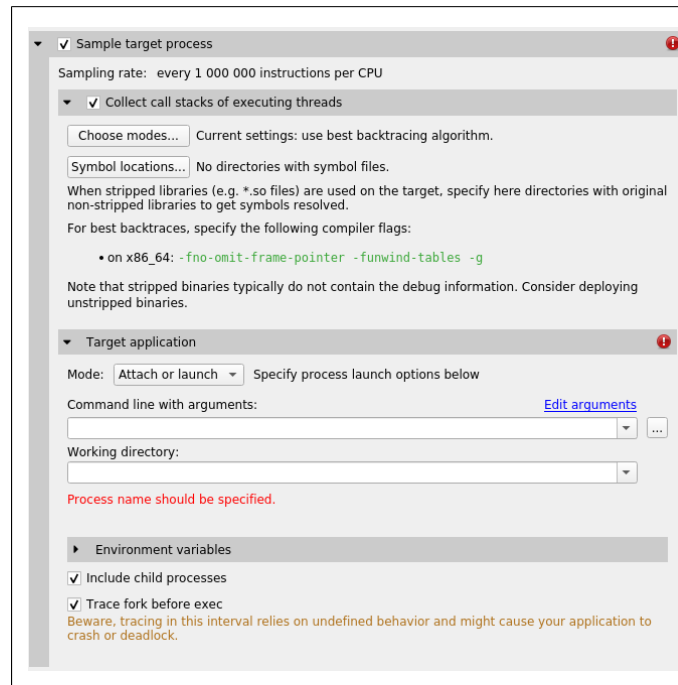 Sample target process
Sampling rate: every 1 000 000 instructions per CPU
Collect call stacks of executing threads
Choose modes... Current settings: use best backtracing algorithm.
Symbol locations... No directories with symbol files.
When stripped libraries (e.g. *.so files) are used on the target, specify here directories with original
non-stripped libraries to get symbols resolved.
For best backtraces, specify the following compiler flags:
• on x86_64: -fno-omit-frame-pointer -funwind-tables -g
Note that stripped binaries typically do not contain the debug information. Consider deploying
unstripped binaries.
Target application
Mode: Attach or launch Specify process launch options below
Command line with arguments: Edit arguments
...
Working directory:
Process name should be specified.
Environment variables
Include child processes
Trace fork before exec
Beware, tracing in this interval relies on undefined behavior and might cause your application to
crash or deadlock.